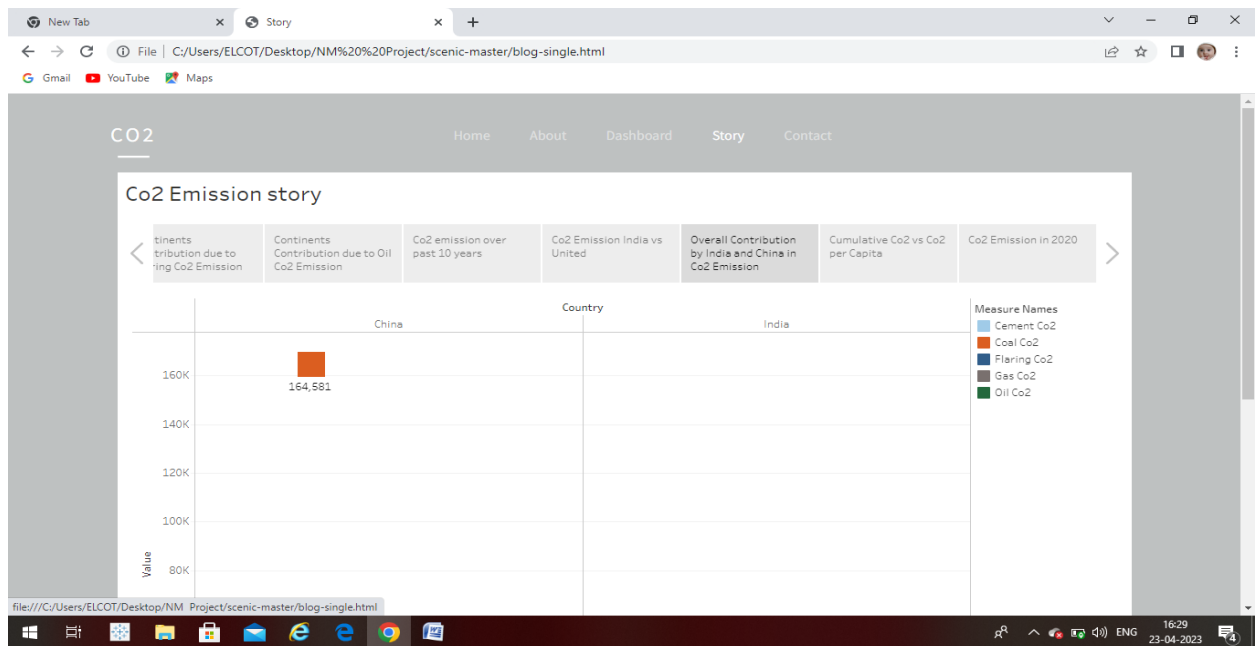 New Tab
Story
File | C:/Users/ELCOT/Desktop/NM%20%20Project/scenic-master/blog-single.html
Gmail YouTube Maps
CO2
Home About Dashboard Story Contact
Co2 Emission story
tinents
tribution due to
ring Co2 Emission
Continents
Contribution due to Oil
Co2 Emission
Co2 emission over
past 10 years
Co2 Emission India vs
United
Overall Contribution
by India and China in
Co2 Emission
Cumulative Co2 vs Co2
per Capita
Co2 Emission in 2020
Country
China India
160K
140K
120K
100K
80K
Value
164,581
Measure Names
Cement Co2
Coal Co2
Flaring Co2
Gas Co2
Oil Co2
file:///C:/Users/ELCOT/Desktop/NM Project/scenic-master/blog-single.html
ENG
16:29
23-04-2023
4